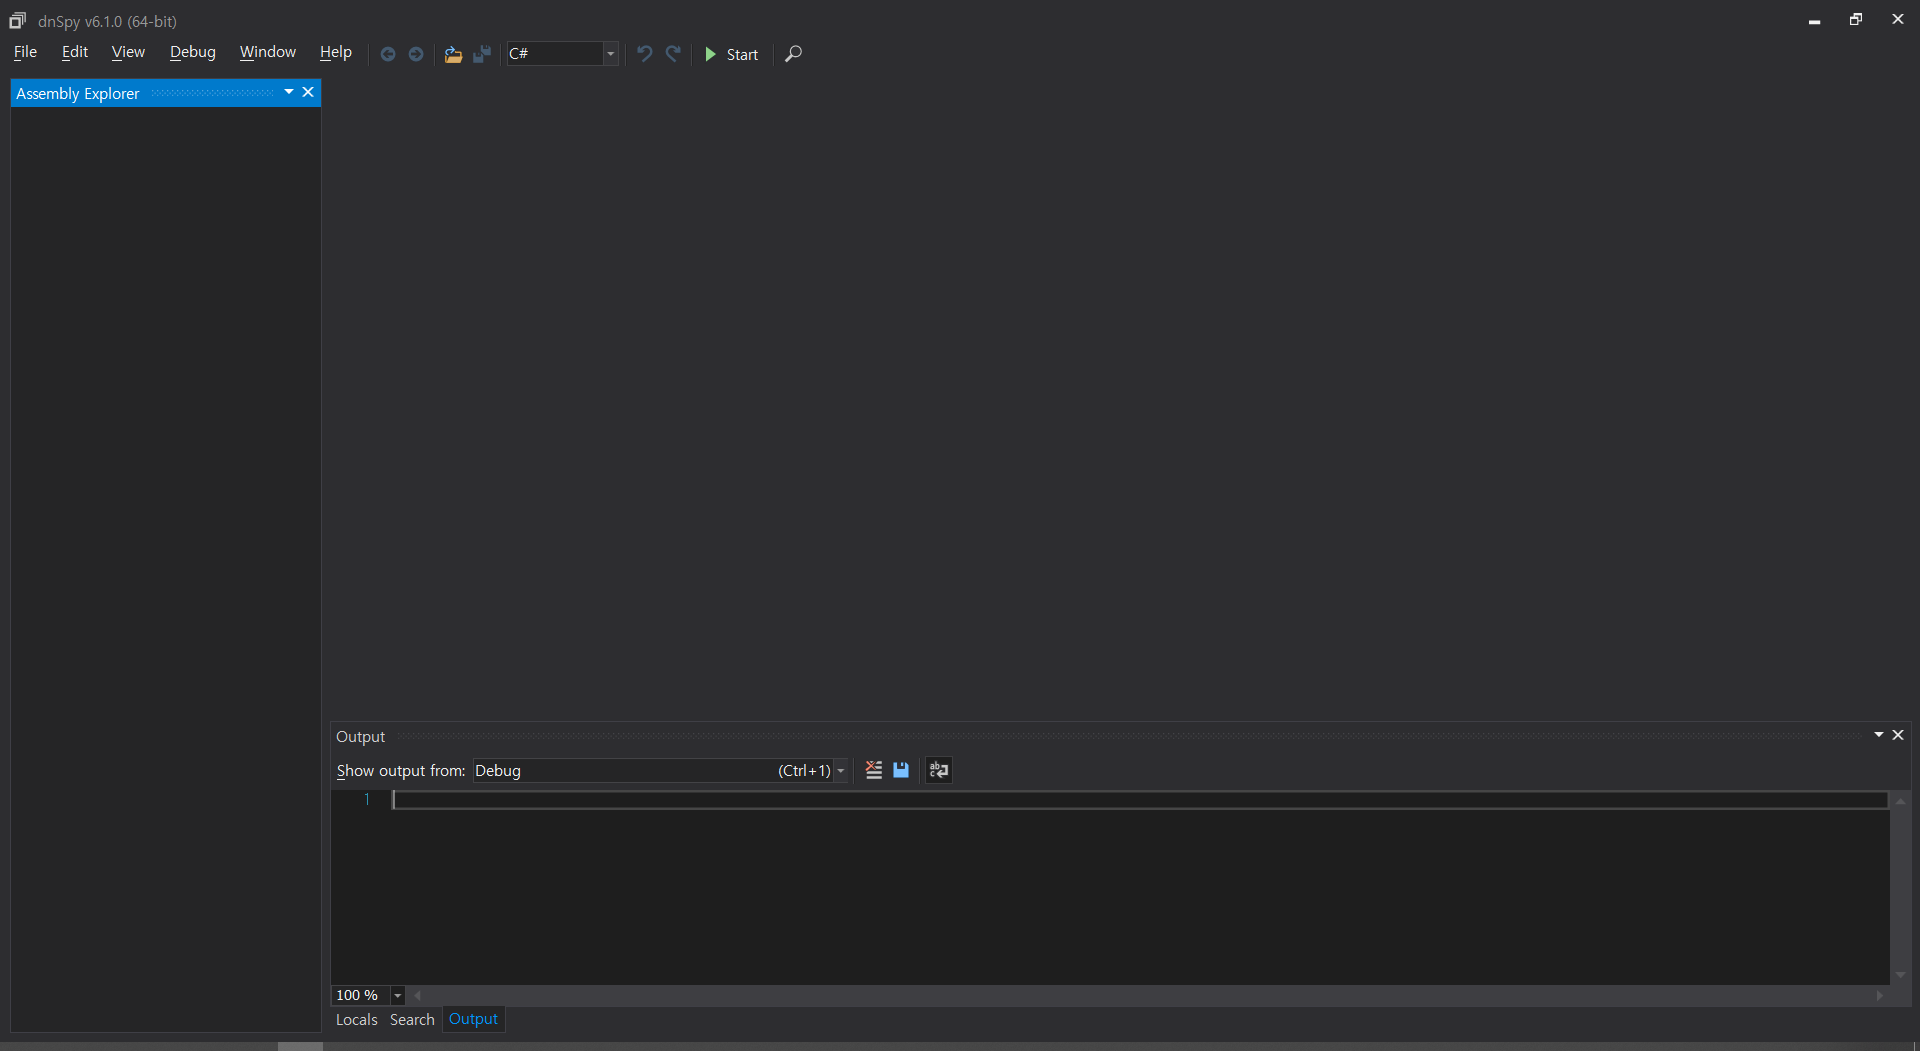 dnSpy v6.1.0 (64-bit)
File Edit View Debug Window Help C# Start
Assembly Explorer
Output
Show output from: Debug (Ctrl+1)
ab
c
1
100 %
Locals Search Output